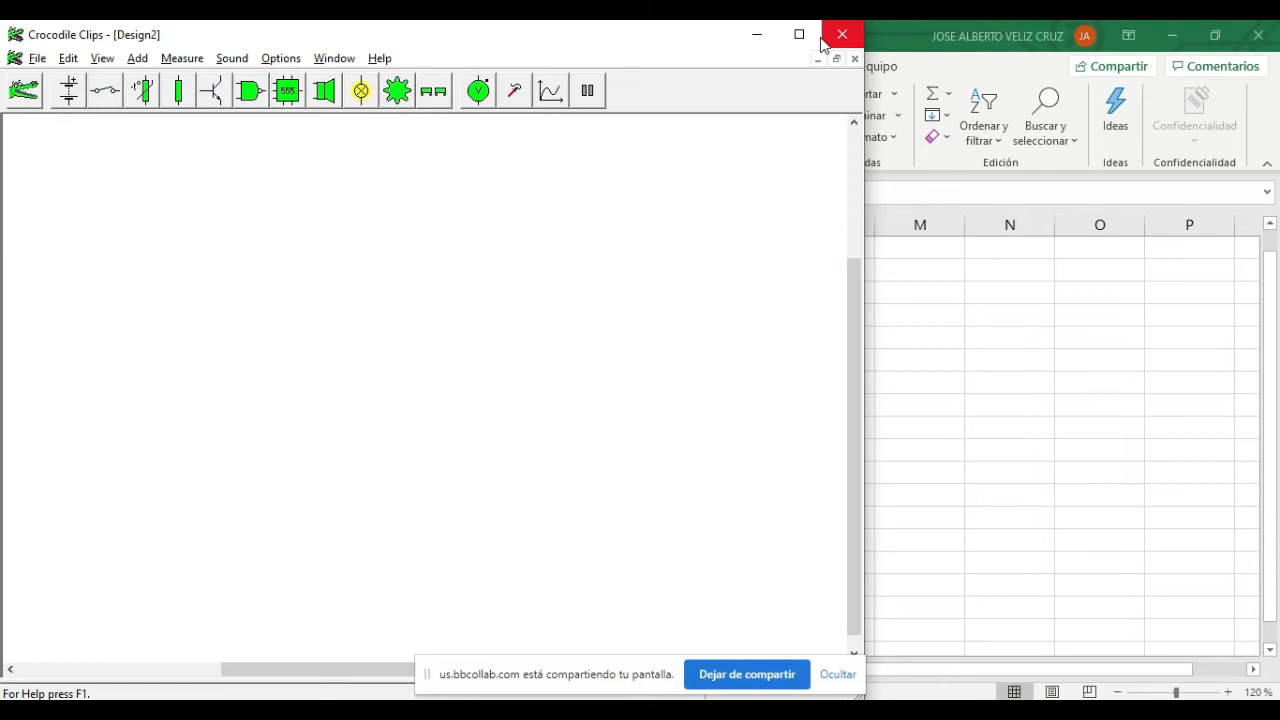 Crocodile Clips - [Design2]
File Edit View Add Measure Sound Options Window Help
555
V
For Help press F1.
us.bbcollab.com está compartiendo tu pantalla.
Dejar de compartir
Ocultar
JOSE ALBERTO VELIZ CRUZ
JA
quipo
Compartir
Comentarios
ertar
inar
mato
das
Ordenar y
filtrar
Buscar y
seleccionar
Edición
Ideas
Ideas
Confidencialidad
Confidencialidad
M N O P
120 %